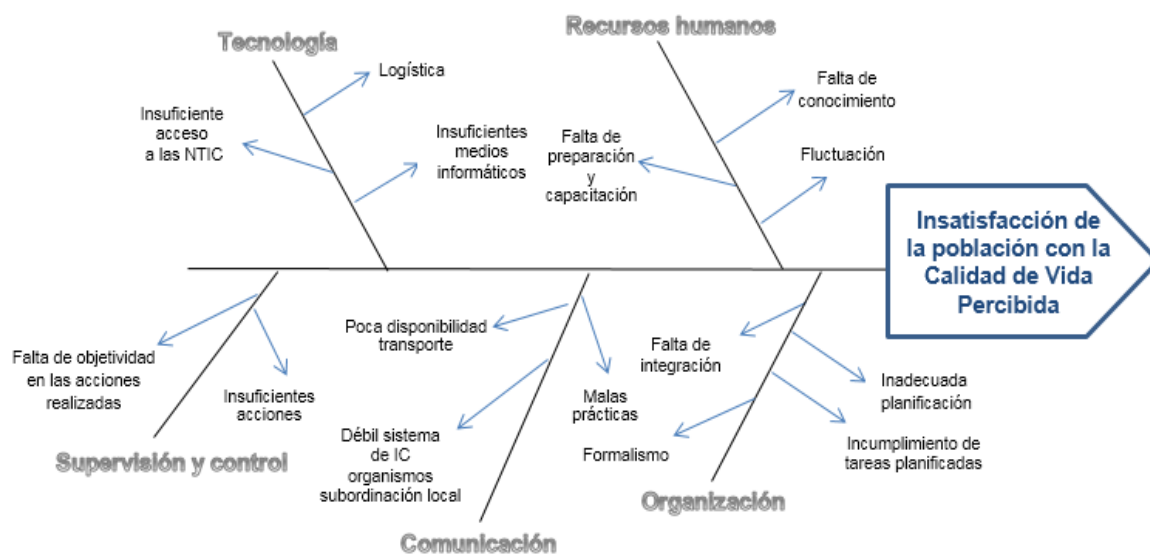 Tecnología
Recursos humanos
Logística
Insuficiente
acceso
a las NTIC
Insuficientes
medios
informáticos
Falta de
conocimiento
Falta de
preparación
y
capacitación
Fluctuación
Insatisfacción de
la población con la
Calidad de Vida
Percibida
Falta de objetividad
en las acciones
realizadas
Insuficientes
acciones
Supervisión y control
Poca disponibilidad
transporte
Débil sistema
de IC
organismos
subordinación local
Malas
prácticas
Comunicación
Falta de
integración
Formalismo
Inadecuada
planificación
Incumplimiento de
tareas planificadas
Organización